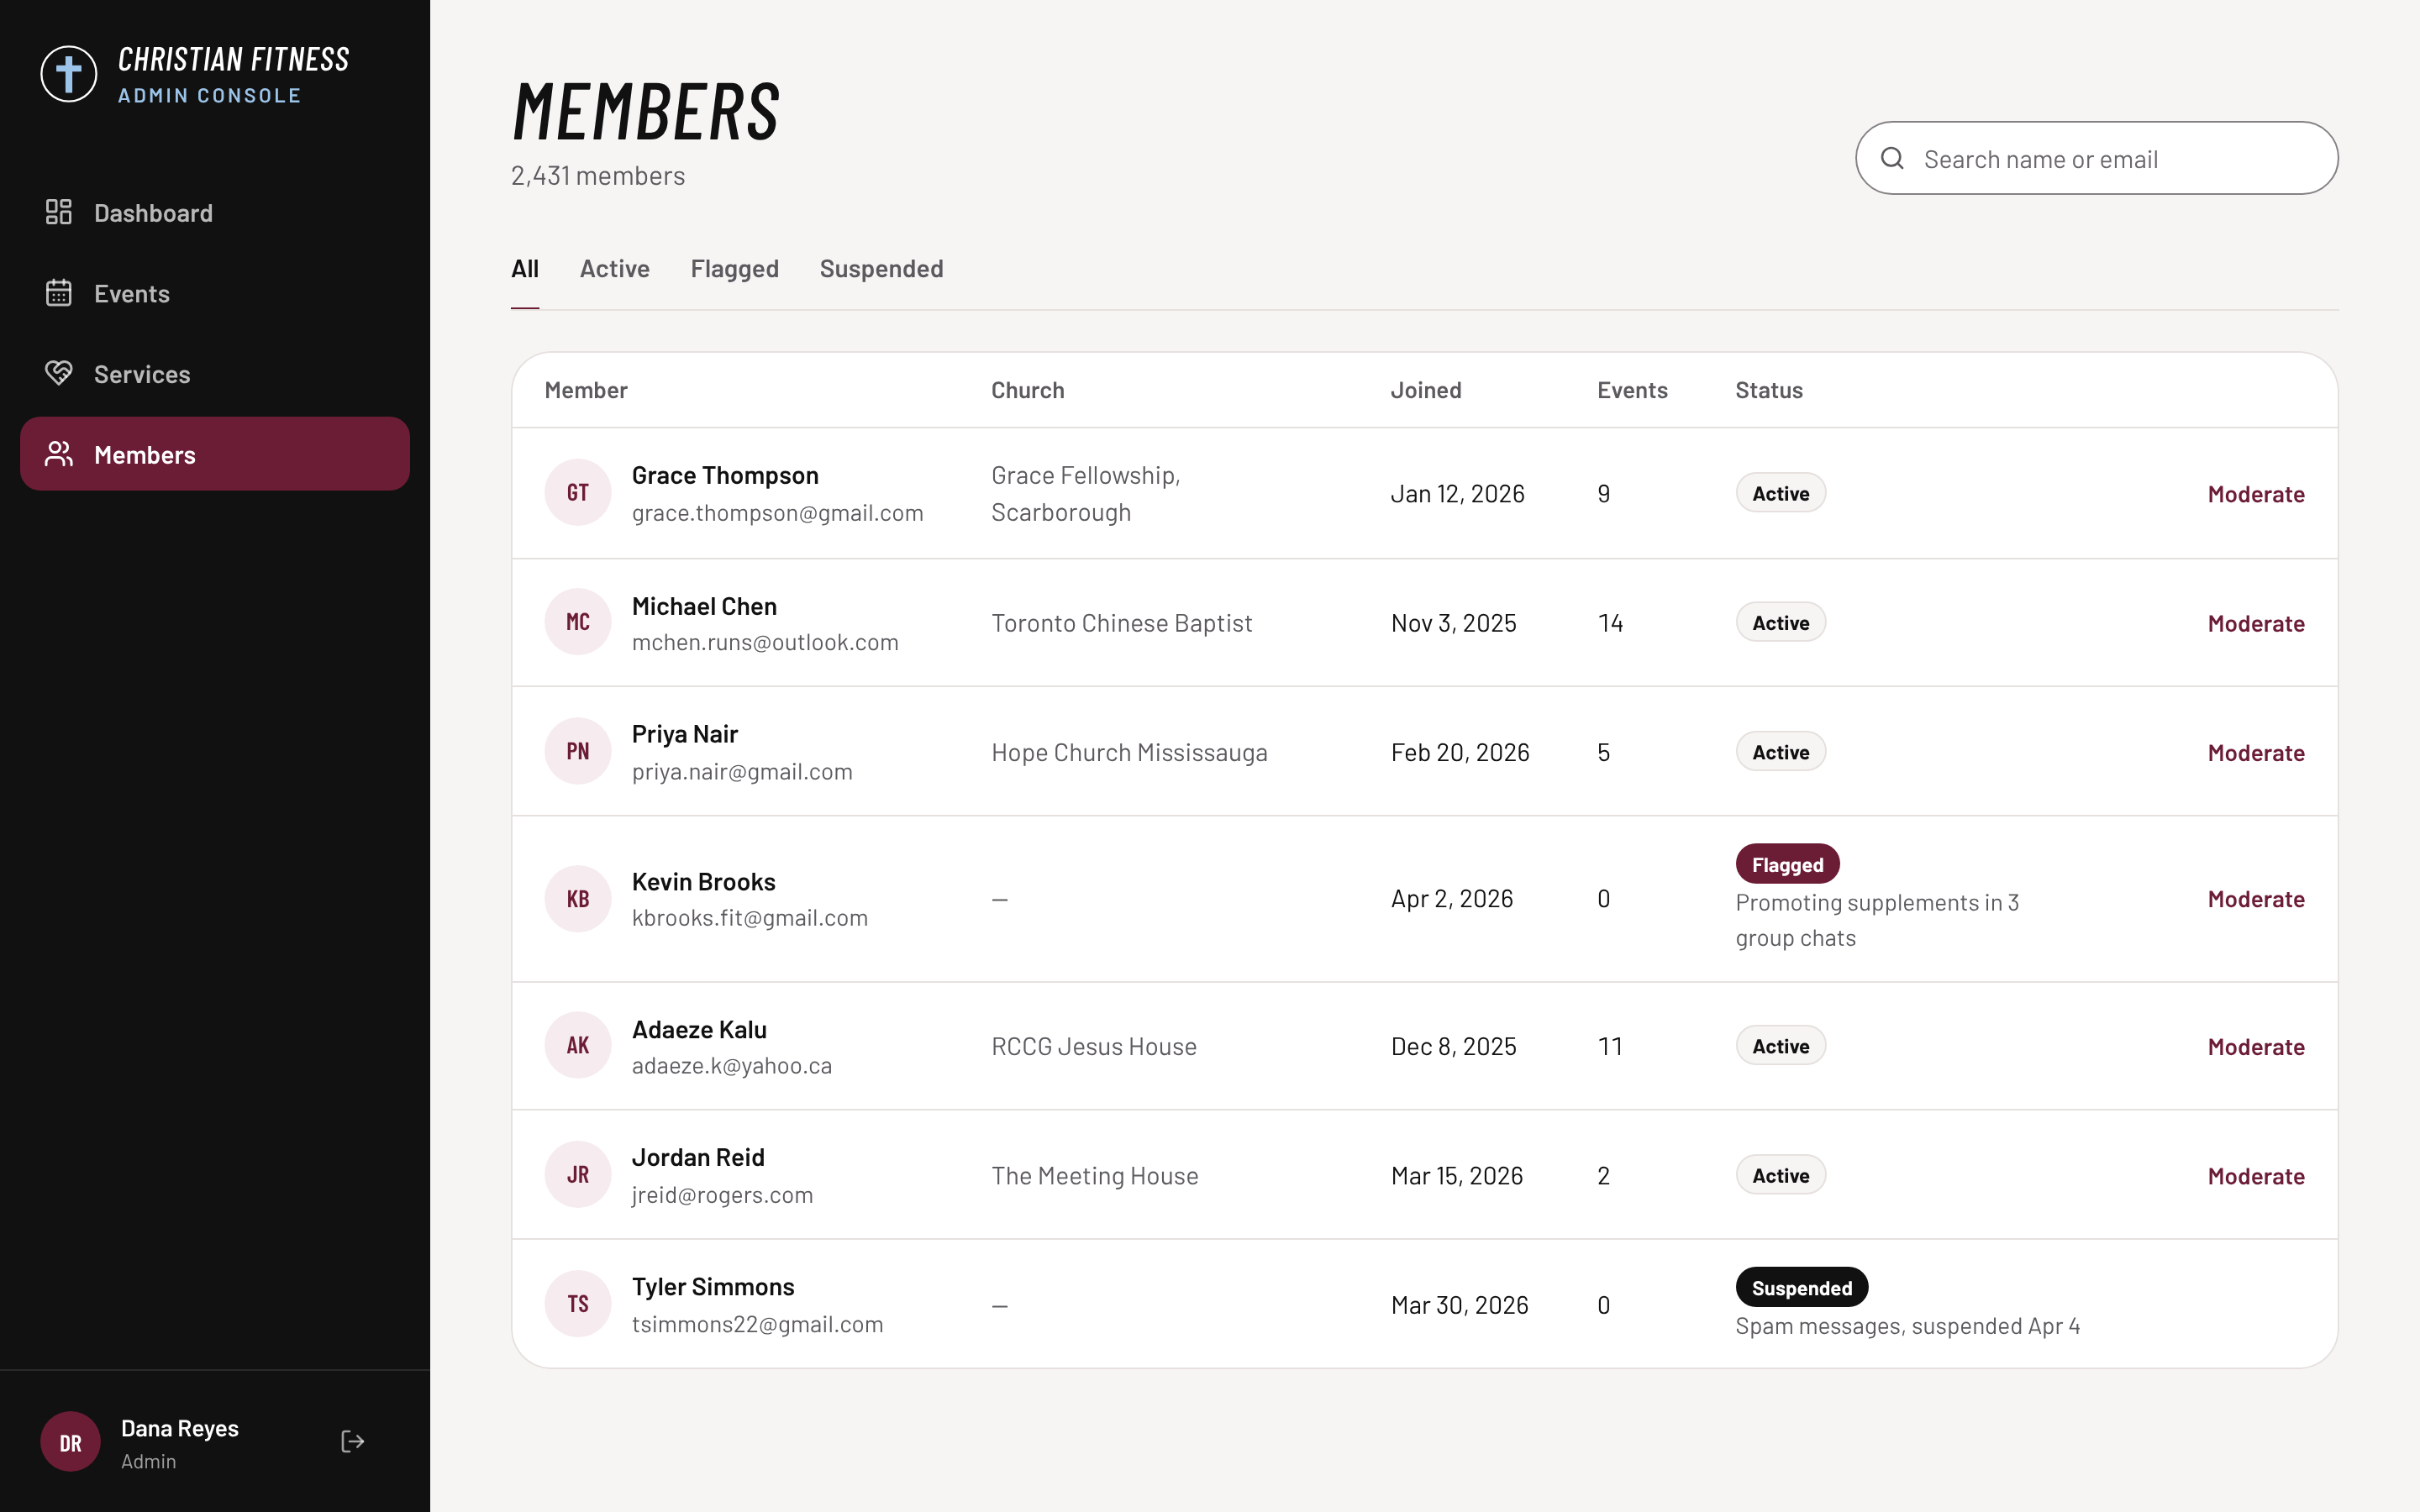 CHRISTIAN FITNESS
ADMIN CONSOLE
Dashboard
Events
Services
Members
DR
Dana Reyes
Admin
MEMBERS
2,431 members
Search name or email
All Active Flagged Suspended
Member Church Joined Events Status
GT
Grace Thompson
grace.thompson@gmail.com
Grace Fellowship,
Scarborough
Jan 12, 2026
9
Active
Moderate
MC
Michael Chen
mchen.runs@outlook.com
Toronto Chinese Baptist
Nov 3, 2025
14
Active
Moderate
PN
Priya Nair
priya.nair@gmail.com
Hope Church Mississauga
Feb 20, 2026
5
Active
Moderate
KB
Kevin Brooks
kbrooks.fit@gmail.com
—
Apr 2, 2026
0
Flagged
Promoting supplements in 3
group chats
Moderate
AK
Adaeze Kalu
adaeze.k@yahoo.ca
RCCG Jesus House
Dec 8, 2025
11
Active
Moderate
JR
Jordan Reid
jreid@rogers.com
The Meeting House
Mar 15, 2026
2
Active
Moderate
TS
Tyler Simmons
tsimmons22@gmail.com
—
Mar 30, 2026
0
Suspended
Spam messages, suspended Apr 4